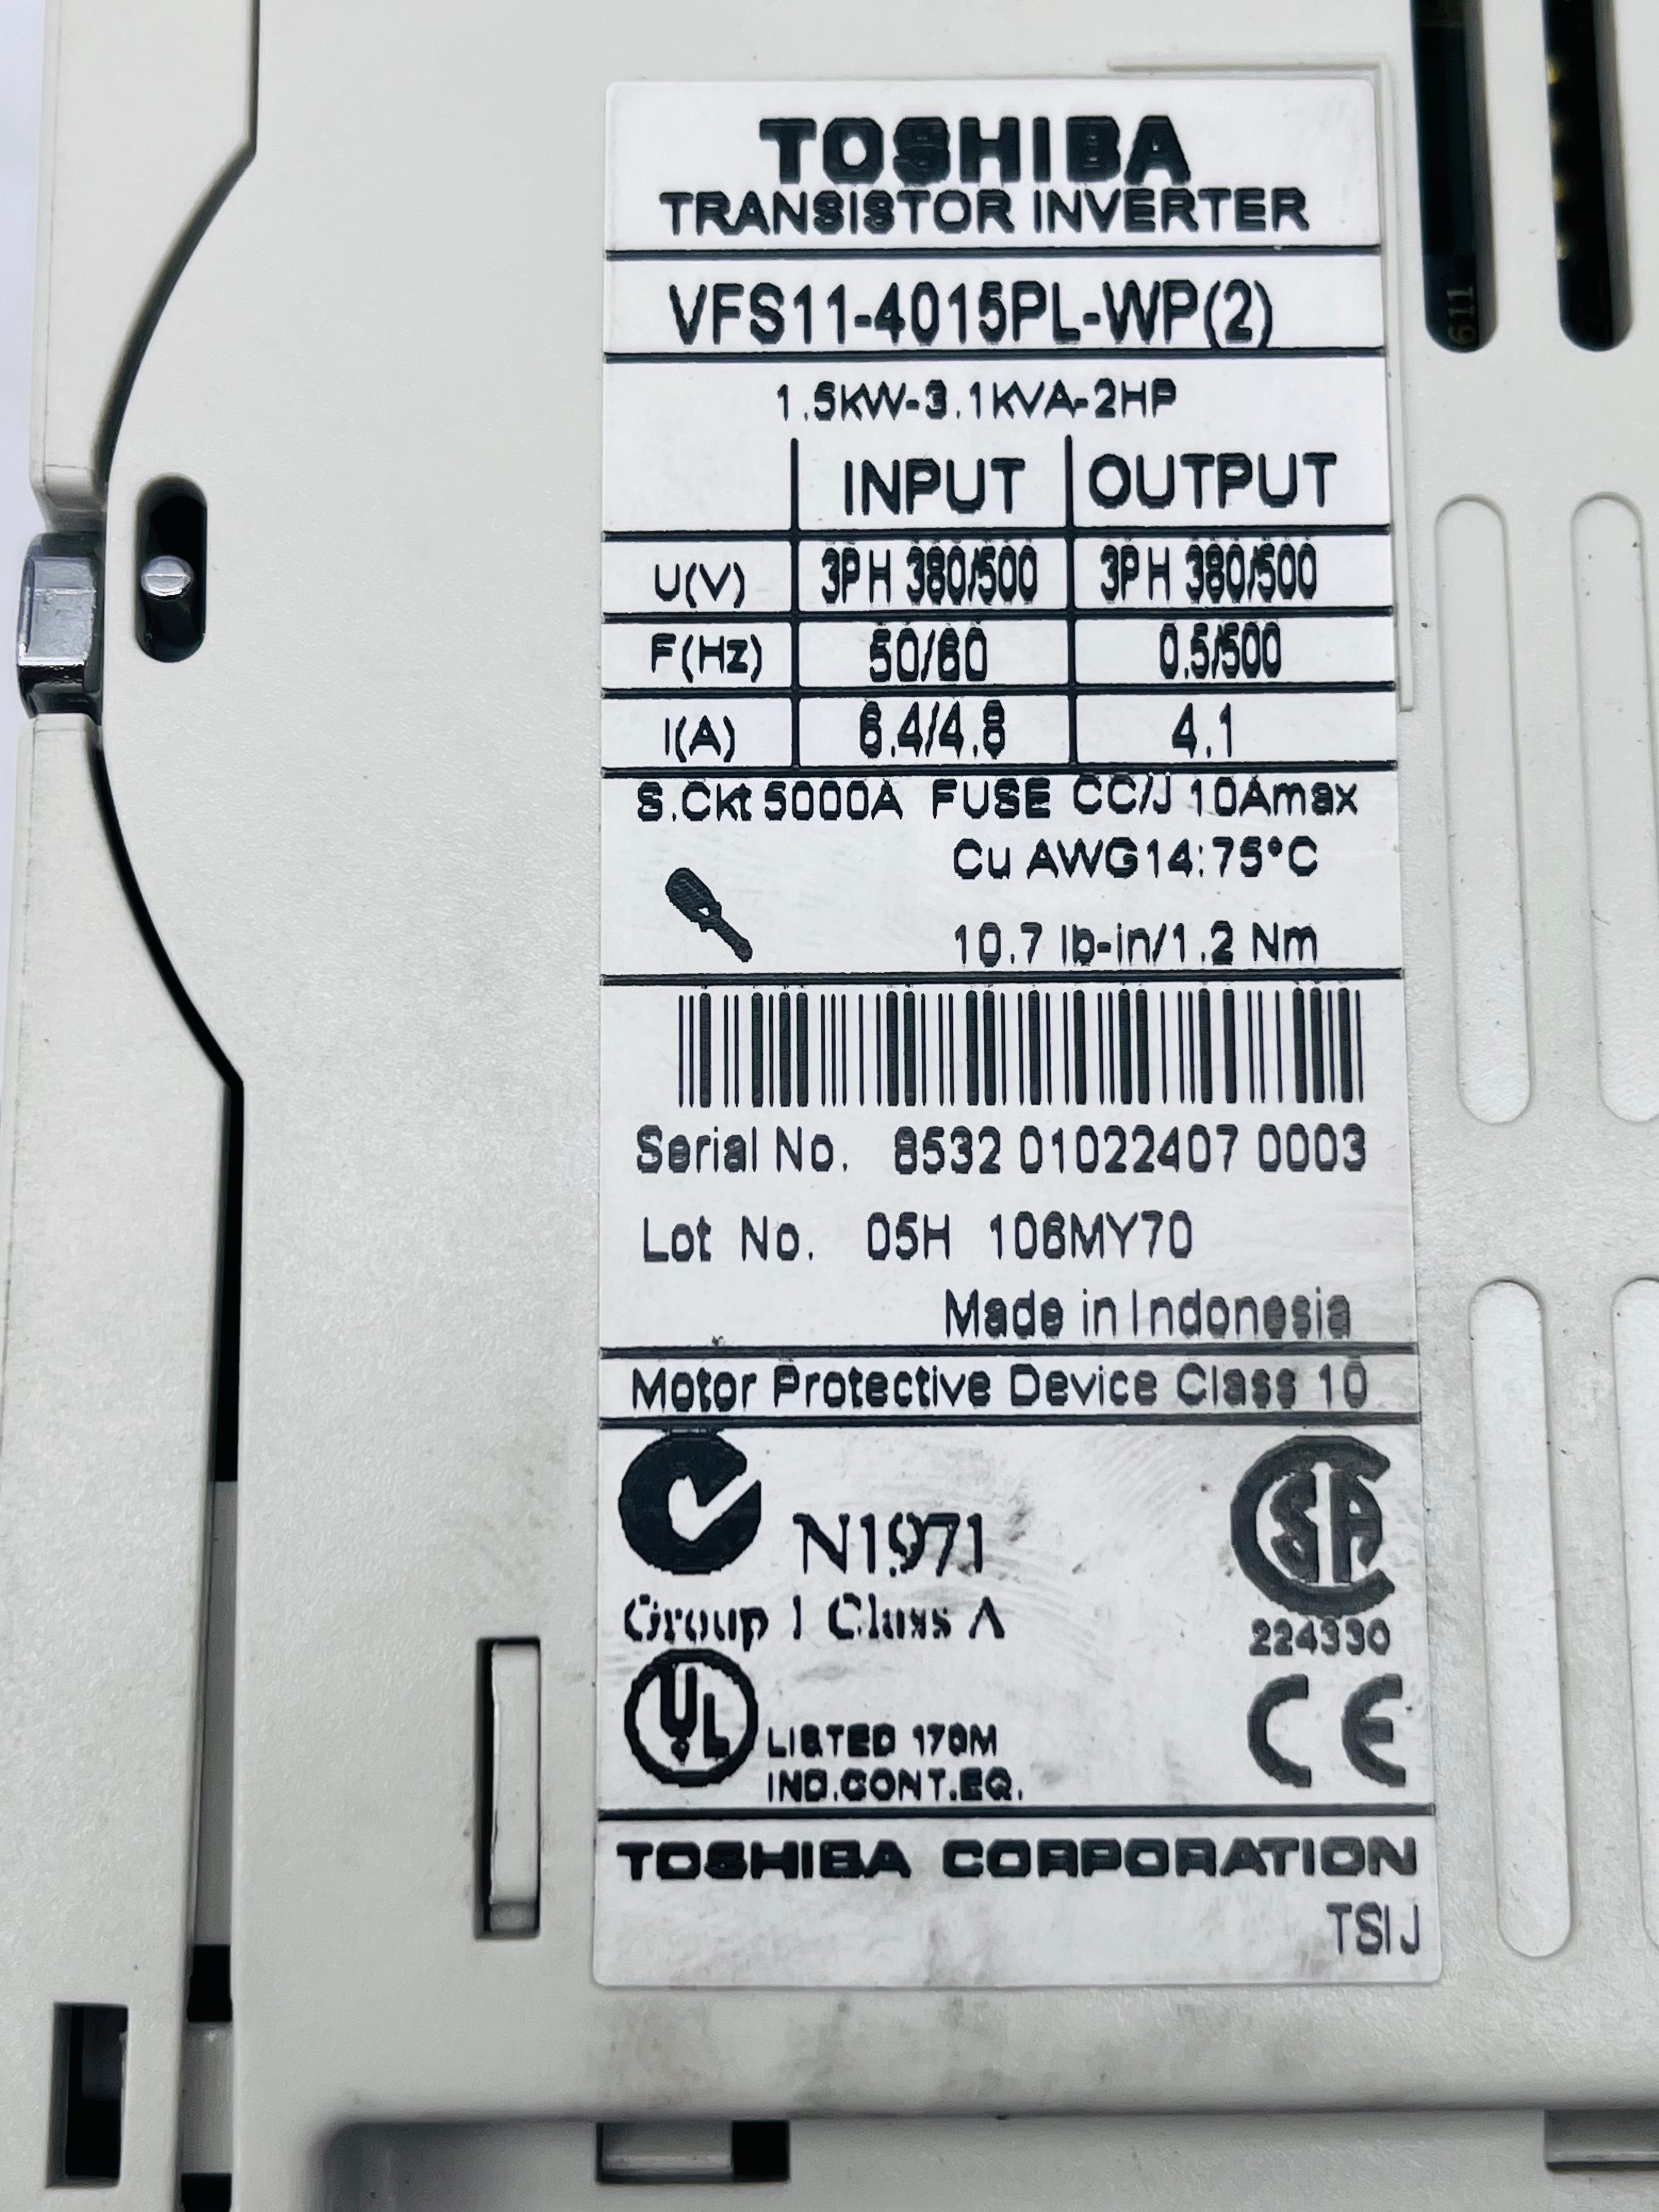 TOSHIBA
TRANSISTOR INVERTER
VFS11-4015PL-WP(2)
1.5KW-3.1KVA-2HP
INPUT OUTPUT
U(V) 3PH 380/500 3PH 380/500
F(Hz) 50/60 0.5/500
I(A) 6.4/4.8 4.1
S.Ckt 5000A FUSE CC/J 10Amax
Cu AWG14:75°C
10.7 lb-in/1.2 Nm
Serial No. 8532 01022407 0003
Lot No. 05H 106MY70
Made in Indonesia
Motor Protective Device Class 10
N1971
Group 1 Class A
CSA
224330
UL LISTED 170M
IND.CONT.EQ.
CE
TOSHIBA CORPORATION
TSIJ
611